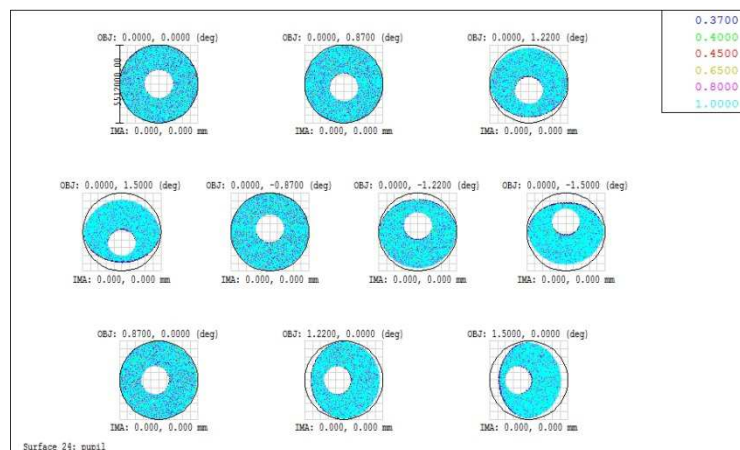 0.3700
0.4000
0.4500
0.6500
0.8000
1.0000
OBJ: 0.0000, 0.0000 (deg)
OBJ: 0.0000, 0.8700 (deg)
OBJ: 0.0000, 1.2200 (deg)
5512000.00
IMA: 0.000, 0.000 mm
IMA: 0.000, 0.000 mm
IMA: 0.000, 0.000 mm
OBJ: 0.0000, 1.5000 (deg)
OBJ: 0.0000, -0.8700 (deg)
OBJ: 0.0000, -1.2200 (deg)
OBJ: 0.0000, -1.5000 (deg)
IMA: 0.000, 0.000 mm
IMA: 0.000, 0.000 mm
IMA: 0.000, 0.000 mm
IMA: 0.000, 0.000 mm
OBJ: 0.8700, 0.0000 (deg)
OBJ: 1.2200, 0.0000 (deg)
OBJ: 1.5000, 0.0000 (deg)
IMA: 0.000, 0.000 mm
IMA: 0.000, 0.000 mm
IMA: 0.000, 0.000 mm
Surface 24: pupil